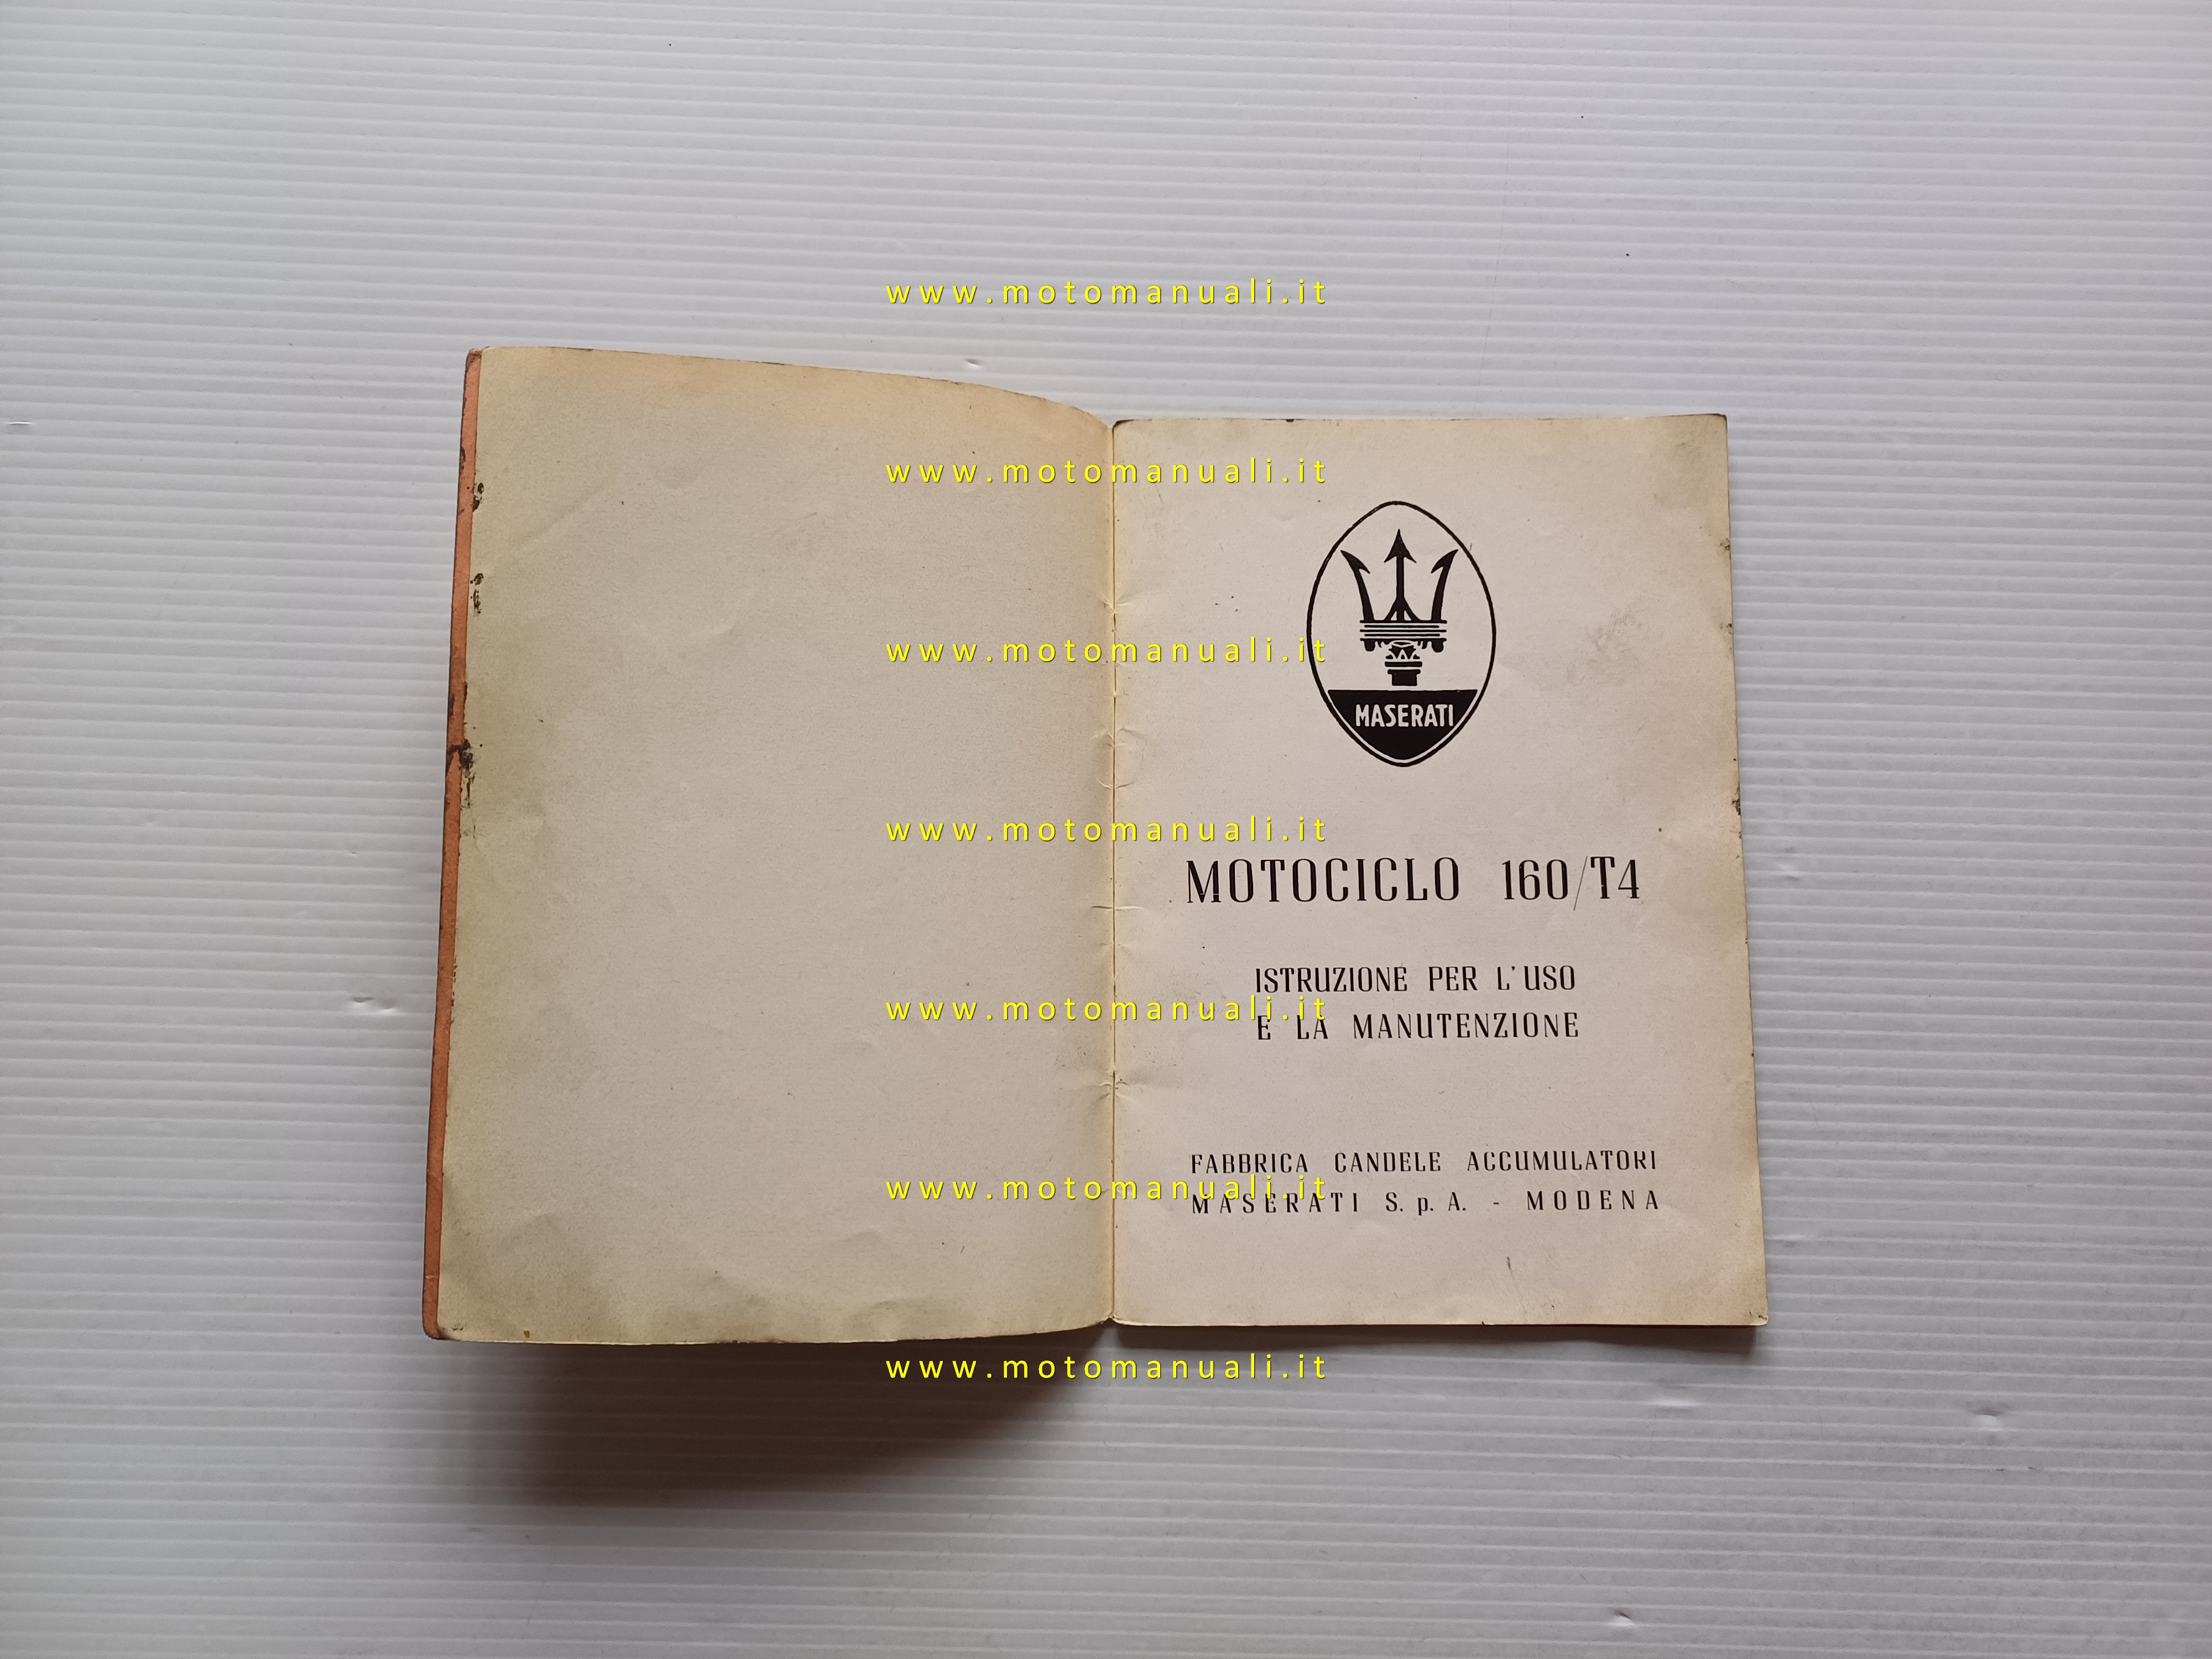 www.motomanuali.it
www.motomanuali.it
www.motomanuali.it
MASERATI
www.motomanuali.it
MOTOCICLO 160/T4
ISTRUZIONE PER L'USO
www.motomanuali.it
E LA MANUTENZIONE
FABBRICA CANDELE ACCUMULATORI
www.motomanuali.it
MASERATI S. p. A. - MODENA
www.motomanuali.it